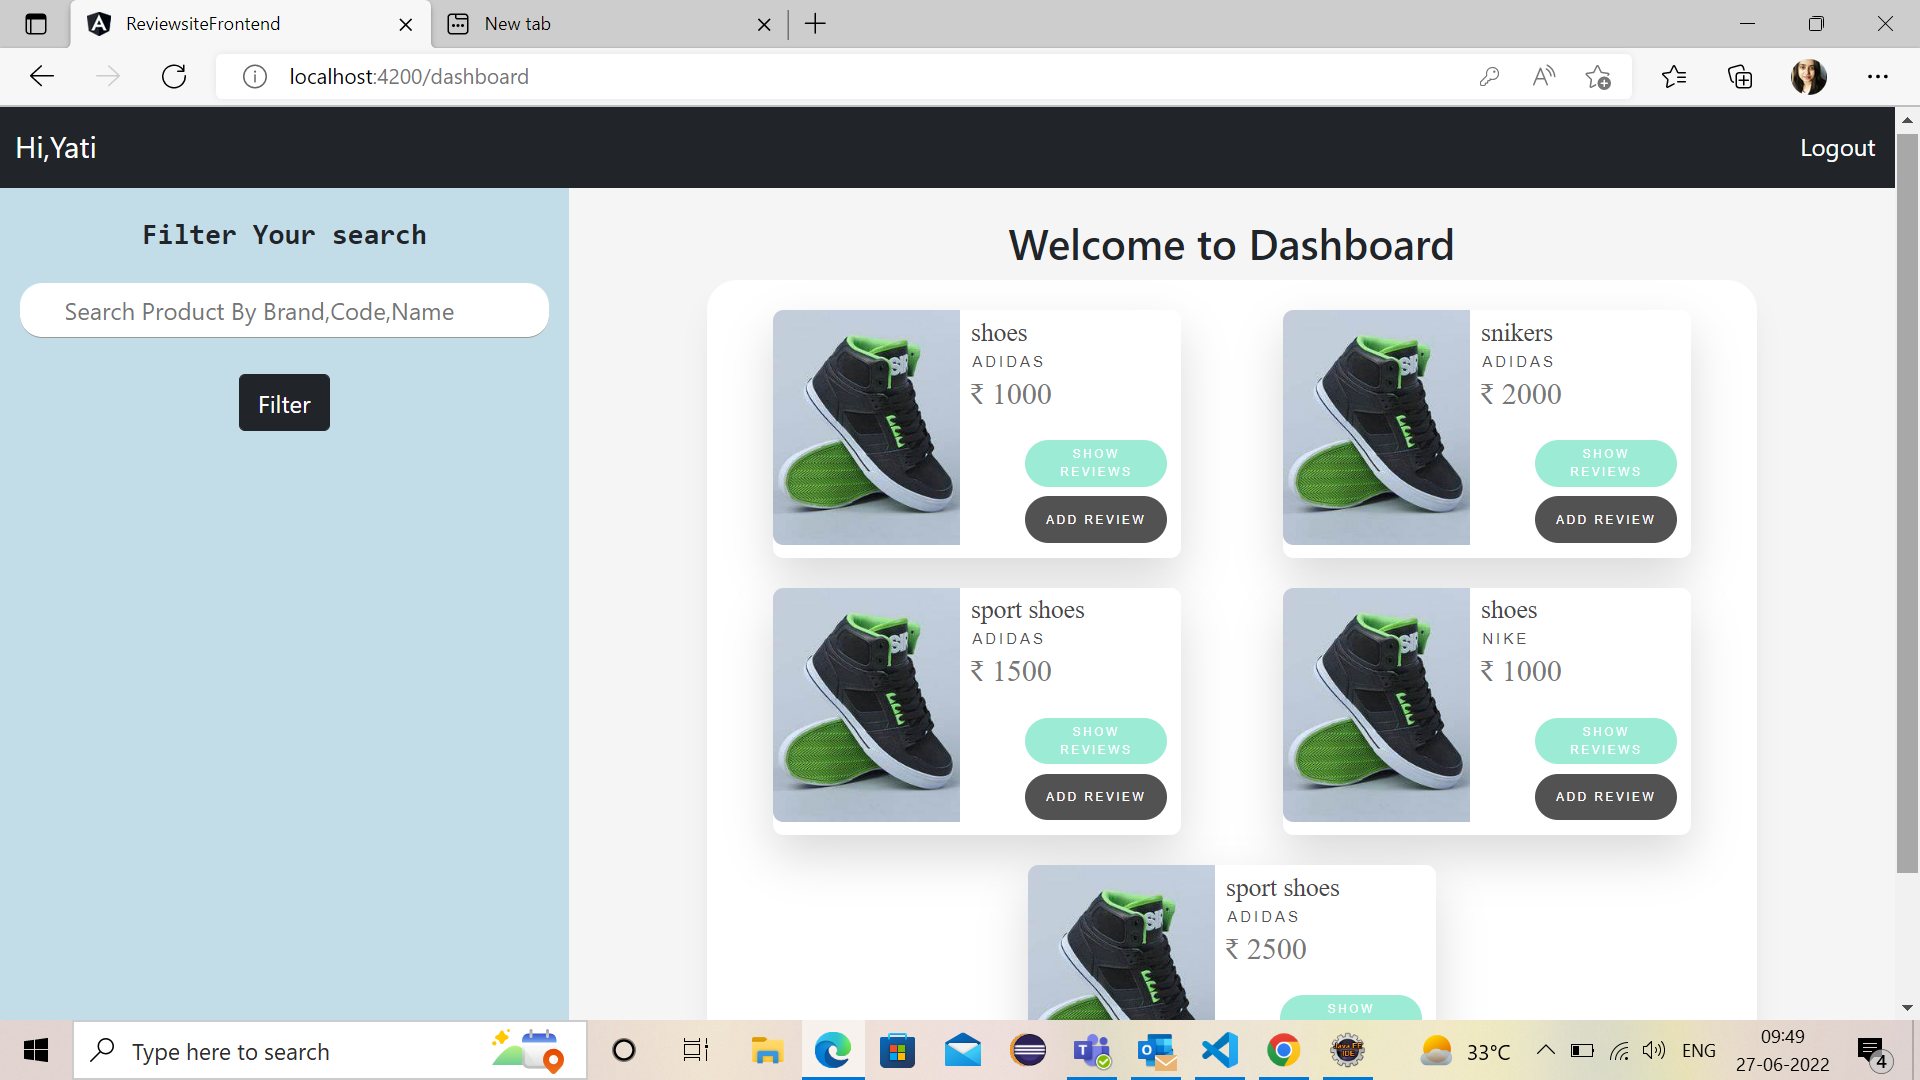 ReviewsiteFrontend
New tab
localhost:4200/dashboard
Hi,Yati
Logout
Filter Your search
Search Product By Brand,Code,Name
Filter
Welcome to Dashboard
shoes
ADIDAS
₹ 1000
SHOW
REVIEWS
ADD REVIEW
snikers
ADIDAS
₹ 2000
SHOW
REVIEWS
ADD REVIEW
sport shoes
ADIDAS
₹ 1500
SHOW
REVIEWS
ADD REVIEW
shoes
NIKE
₹ 1000
SHOW
REVIEWS
ADD REVIEW
sport shoes
ADIDAS
₹ 2500
SHOW
Type here to search
33°C
ENG
09:49
27-06-2022
4